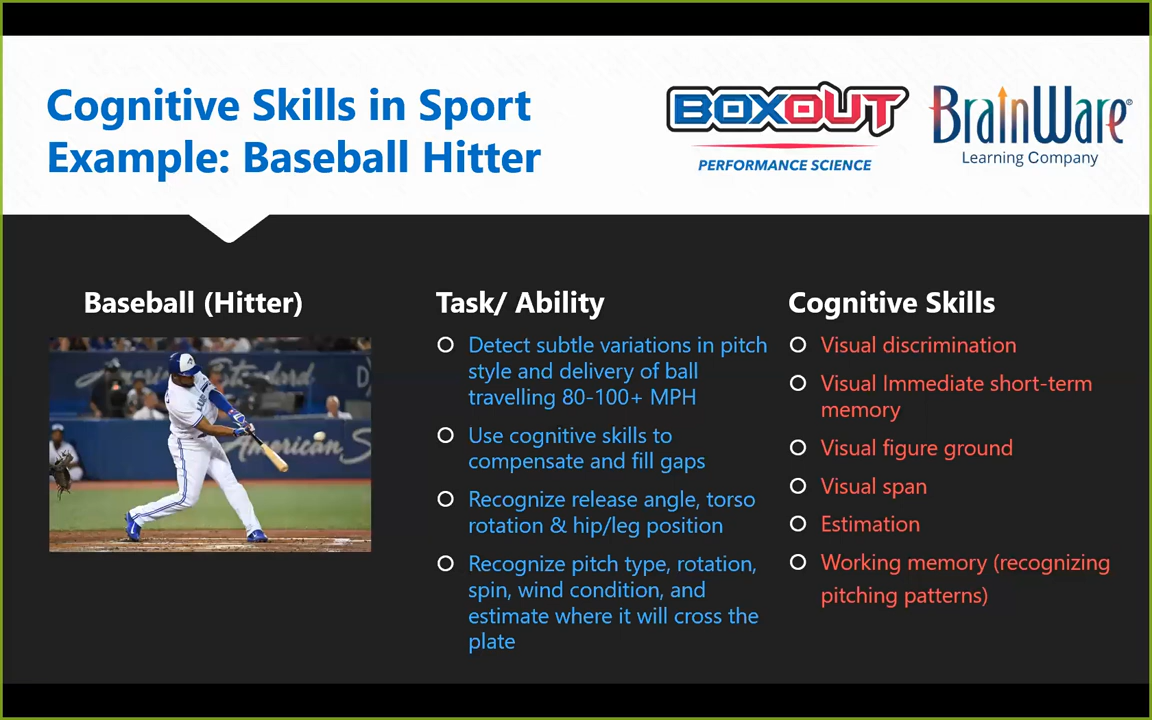 Cognitive Skills in Sport
Example: Baseball Hitter
BOXOUT
PERFORMANCE SCIENCE
BrainWare®
Learning Company
Baseball (Hitter)
American Standard
American S
Task/ Ability
Detect subtle variations in pitch
style and delivery of ball
travelling 80-100+ MPH
Use cognitive skills to
compensate and fill gaps
Recognize release angle, torso
rotation & hip/leg position
Recognize pitch type, rotation,
spin, wind condition, and
estimate where it will cross the
plate
Cognitive Skills
Visual discrimination
Visual Immediate short-term
memory
Visual figure ground
Visual span
Estimation
Working memory (recognizing
pitching patterns)